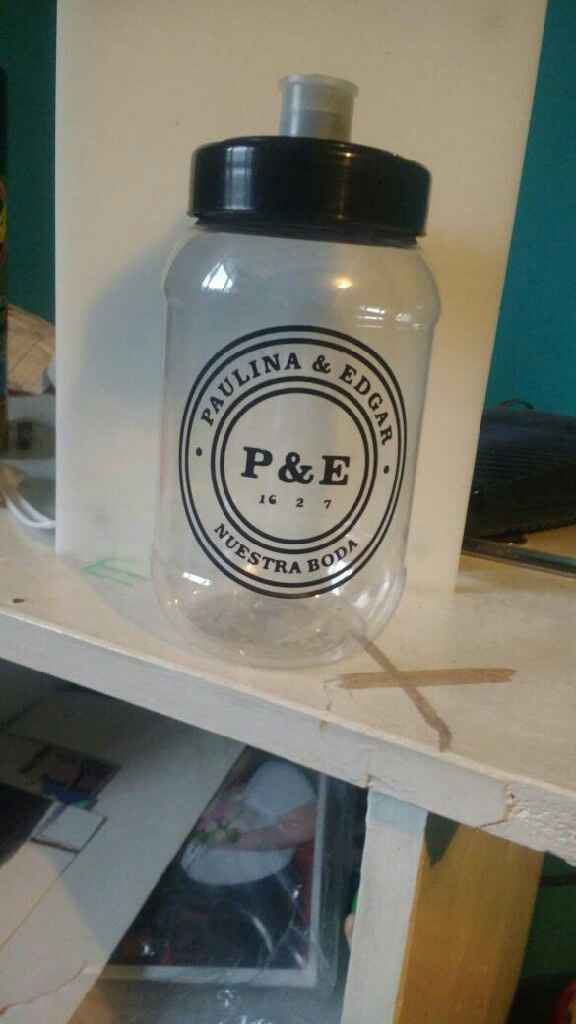 PAULINA & EDGAR
P&E
16 2 7
NUESTRA BODA